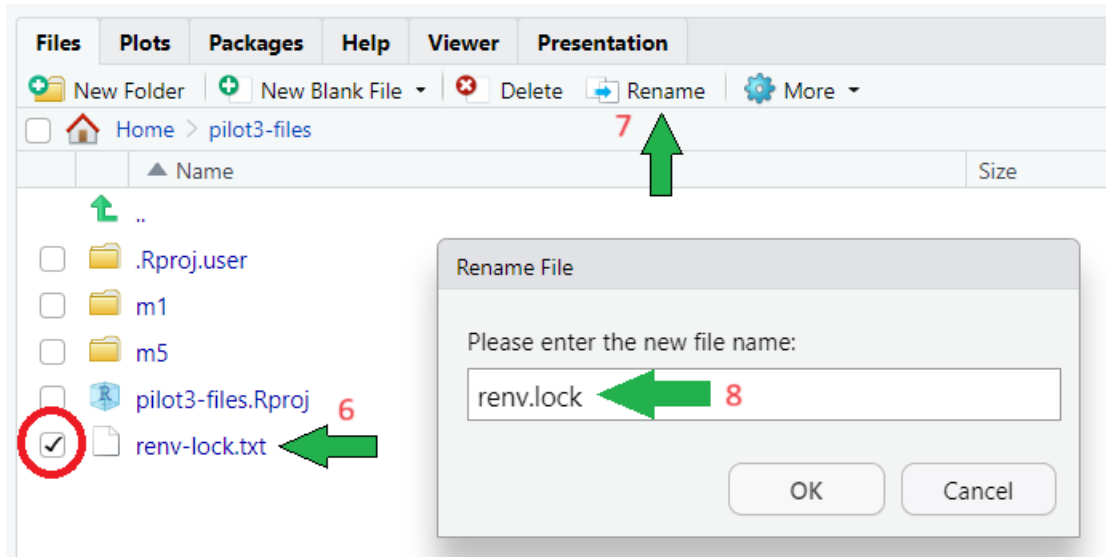 Files Plots Packages Help Viewer Presentation
New Folder New Blank File Delete Rename More
Home > pilot3-files
7
Name Size
..
.Rproj.user
m1
m5
pilot3-files.Rproj
6
renv-lock.txt
Rename File
Please enter the new file name:
renv.lock
8
OK Cancel